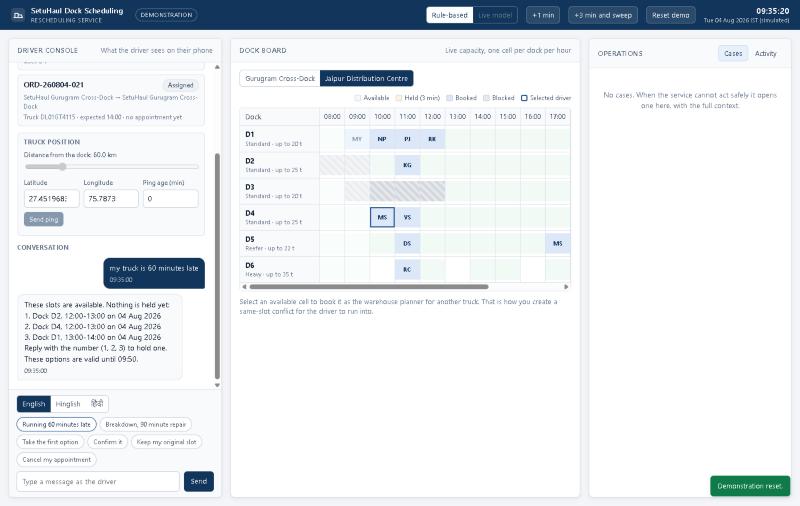 SetuHaul Dock Scheduling
RESCHEDULING SERVICE
DEMONSTRATION
Rule-based
Live model
+1 min
+3 min and sweep
Reset demo
09:35:20
Tue 04 Aug 2026 IST (simulated)
DRIVER CONSOLE
What the driver sees on their phone
ORD-260804-021
Assigned
SetuHaul Gurugram Cross-Dock → SetuHaul Gurugram Cross-
Dock
Truck DL01GT4115 · expected 14:00 · no appointment yet
TRUCK POSITION
Distance from the dock: 60.0 km
Latitude
Longitude
Ping age (min)
27.451968
75.7873
0
Send ping
CONVERSATION
my truck is 60 minutes late
09:35:00
These slots are available. Nothing is held yet:
1. Dock D2, 12:00-13:00 on 04 Aug 2026
2. Dock D4, 12:00-13:00 on 04 Aug 2026
3. Dock D1, 13:00-14:00 on 04 Aug 2026
Reply with the number (1, 2, 3) to hold one.
These options are valid until 09:50.
09:35:00
English
Hinglish
हिंदी
Running 60 minutes late
Breakdown, 90 minute repair
Take the first option
Confirm it
Keep my original slot
Cancel my appointment
Type a message as the driver
Send
DOCK BOARD
Live capacity, one cell per dock per hour
Gurugram Cross-Dock
Jaipur Distribution Centre
Available
Held (3 min)
Booked
Blocked
Selected driver
Dock 08:00 09:00 10:00 11:00 12:00 13:00 14:00 15:00 16:00 17:00
D1 MY NP PJ RK
Standard · up to 20 t
D2 KG
Standard · up to 25 t
D3
Standard · up to 20 t
D4 MS VS
Standard · up to 25 t
D5 DS MS
Reefer · up to 22 t
D6 RC
Heavy · up to 35 t
Select an available cell to book it as the warehouse planner for another truck. That is how you create a
same-slot conflict for the driver to run into.
OPERATIONS
Cases
Activity
No cases. When the service cannot act safely it opens
one here, with the full context.
Demonstration reset.